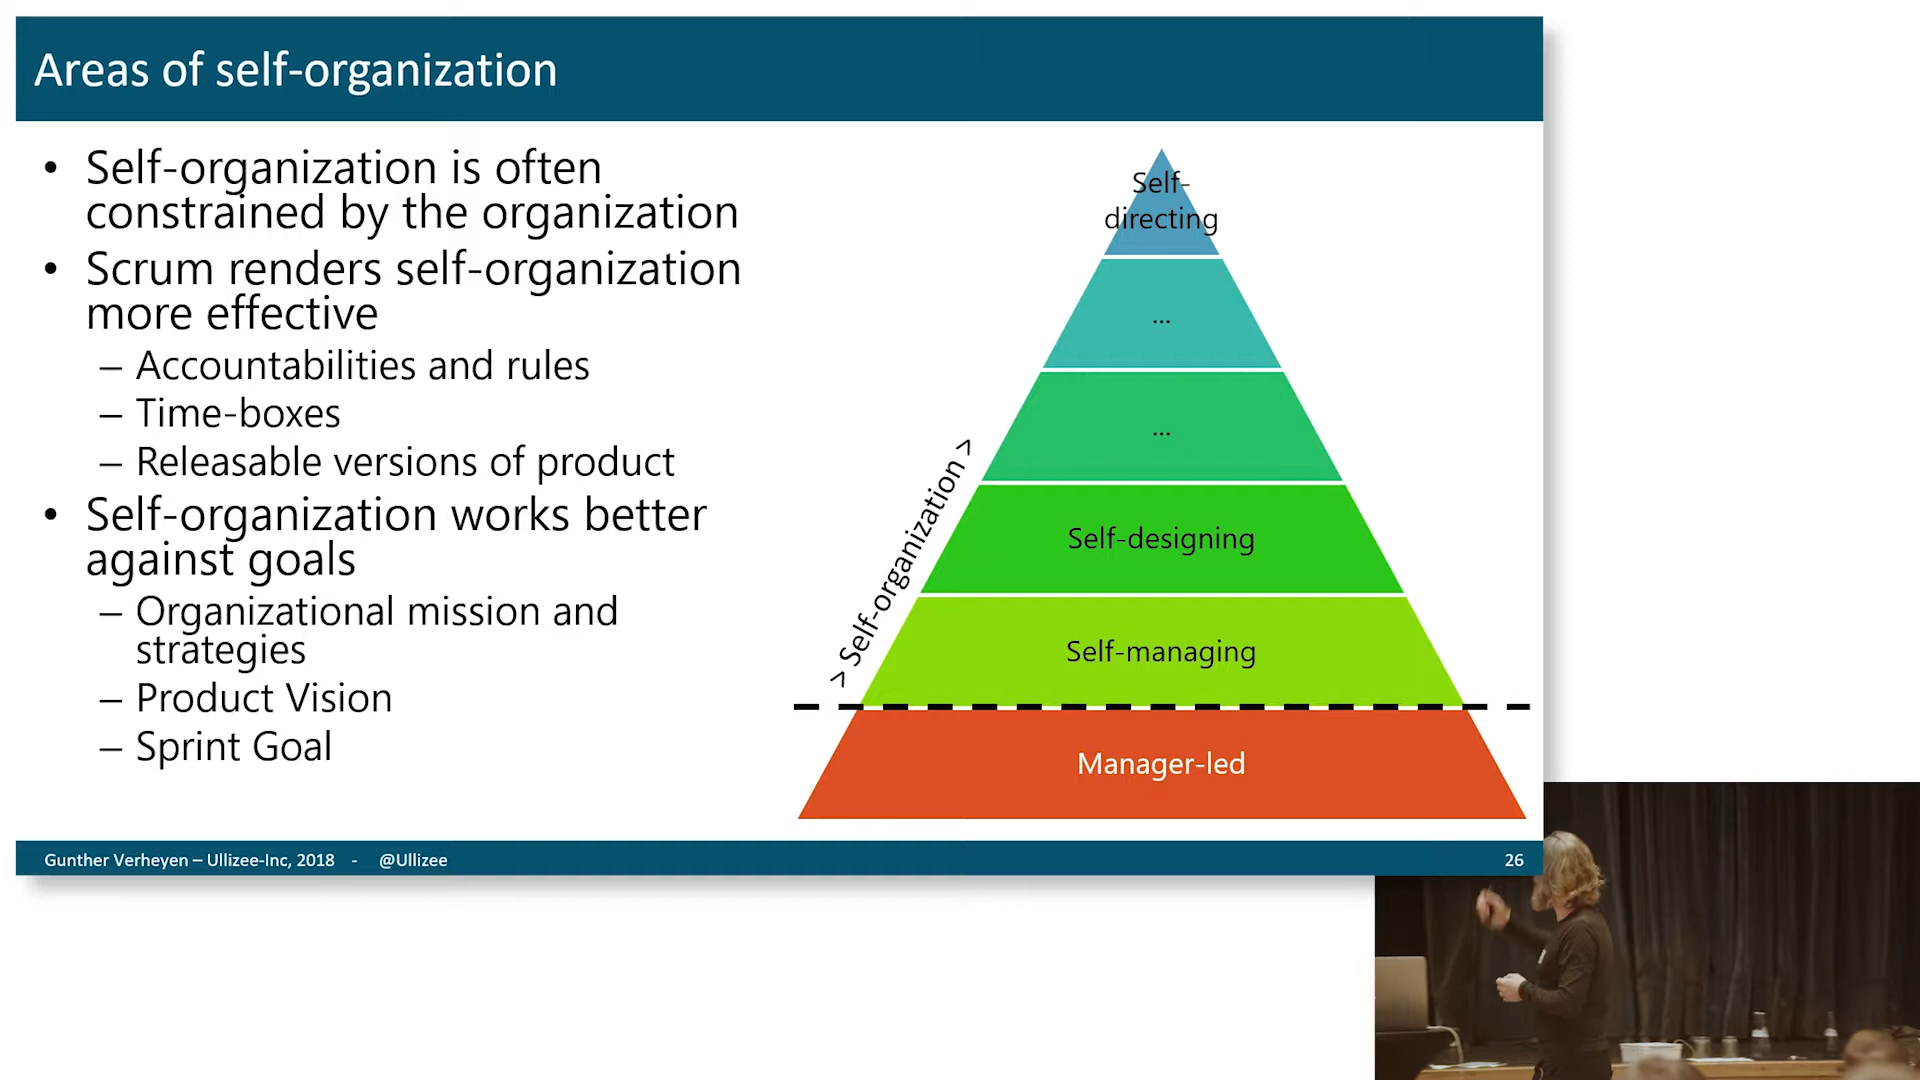 Areas of self-organization
• Self-organization is often
constrained by the organization
• Scrum renders self-organization
more effective
– Accountabilities and rules
– Time-boxes
– Releasable versions of product
• Self-organization works better
against goals
– Organizational mission and
strategies
– Product Vision
– Sprint Goal
Self-
directing
...
...
Self-designing
Self-managing
Manager-led
> Self-organization >
Gunther Verheyen – Ullizee-Inc, 2018 - @Ullizee
26